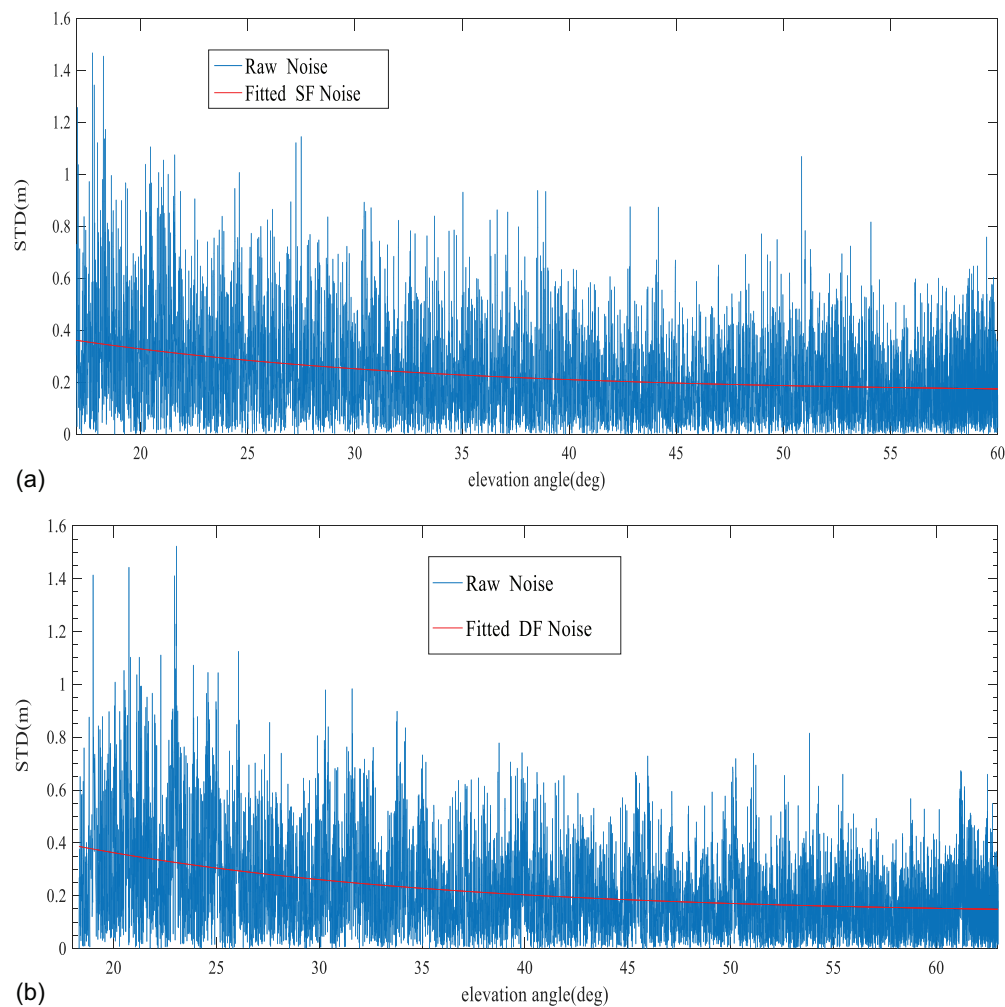 1.6
1.4
1.2
1
0.8
0.6
0.4
0.2
0
STD(m)
Raw Noise
Fitted SF Noise
20 25 30 35 40 45 50 55 60
elevation angle(deg)
(a)
1.6
1.4
1.2
1
0.8
0.6
0.4
0.2
0
STD(m)
Raw Noise
Fitted DF Noise
20 25 30 35 40 45 50 55 60
elevation angle(deg)
(b)